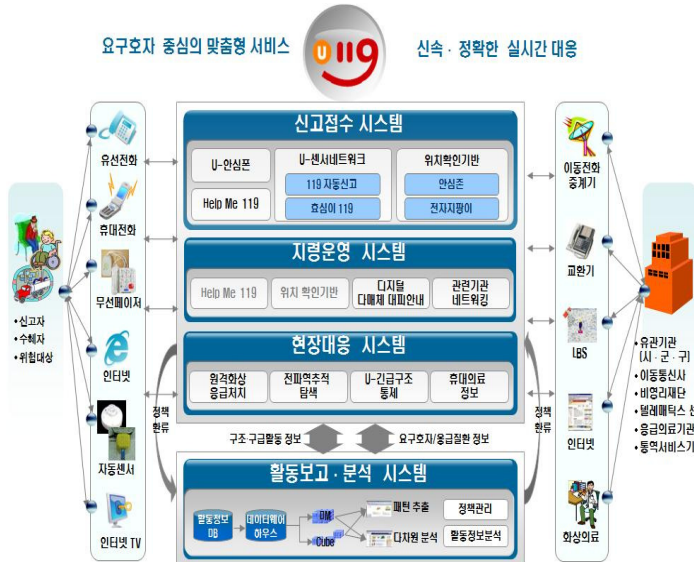 요구호자 중심의 맞춤형 서비스
U119
신속 · 정확한 실시간 대응
신고접수 시스템
U-안심폰
Help Me 119
U-센서네트워크
119 자동신고
효심이 119
위치확인기반
안심존
전자지팡이
지령운영 시스템
Help Me 119
위치 확인기반
디지털
다매체 대피안내
관련기관
네트워킹
현장대응 시스템
원격화상
응급처치
전파역추적
탐색
U-긴급구조
통제
휴대의료
정보
구조·구급활동 정보
요구호자/응급질환 정보
활동보고 · 분석 시스템
활동정보
DB
데이터웨어
하우스
DM
Cube
패턴 추출
다차원 분석
정책관리
활동정보분석
• 신고자
• 수혜자
• 위험대상
유선전화
휴대전화
무선페이저
인터넷
자동센서
인터넷 TV
정책
환류
정책
환류
이동전화
중계기
교환기
LBS
인터넷
화상의료
• 유관기관
[시 · 군 · 구]
• 이동통신사
• 비영리재단
• 텔레매틱스
• 응급의료기관
• 통역서비스기